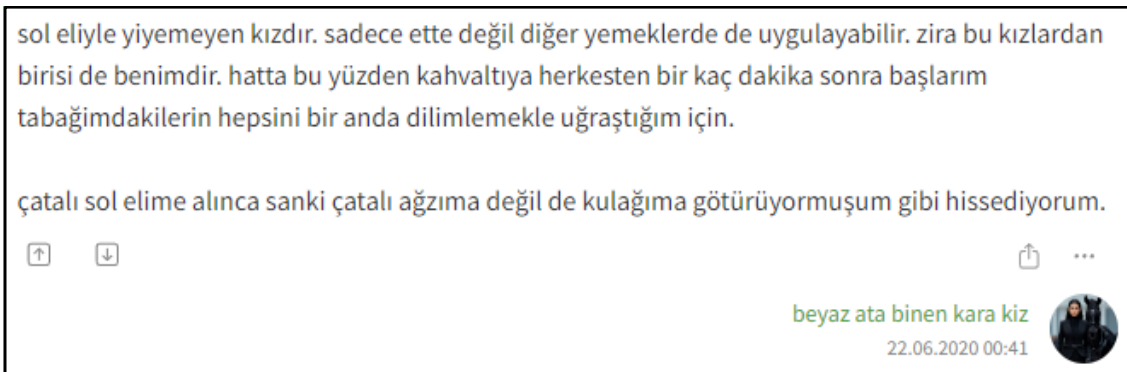 sol eliyle yiyemeyen kızdır. sadece ette değil diğer yemeklerde de uygulayabilir. zira bu kızlardan
birisi de benimdir. hatta bu yüzden kahvaltıya herkesten bir kaç dakika sonra başlarım
tabağimdakilerin hepsini bir anda dilimlemekle uğraştığım için.
çatalı sol elime alınca sanki çatalı ağzıma değil de kulağıma götürüyormuşum gibi hissediyorum.
beyaz ata binen kara kiz
22.06.2020 00:41